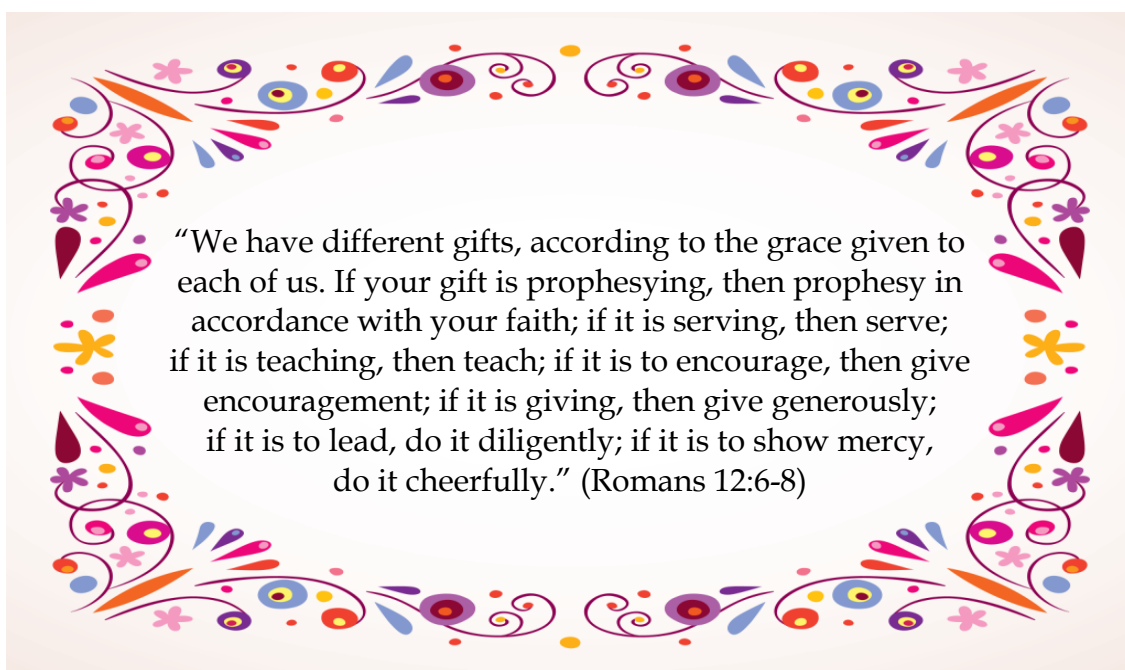 “We have different gifts, according to the grace given to
each of us. If your gift is prophesying, then prophesy in
accordance with your faith; if it is serving, then serve;
if it is teaching, then teach; if it is to encourage, then give
encouragement; if it is giving, then give generously;
if it is to lead, do it diligently; if it is to show mercy,
do it cheerfully.” (Romans 12:6-8)